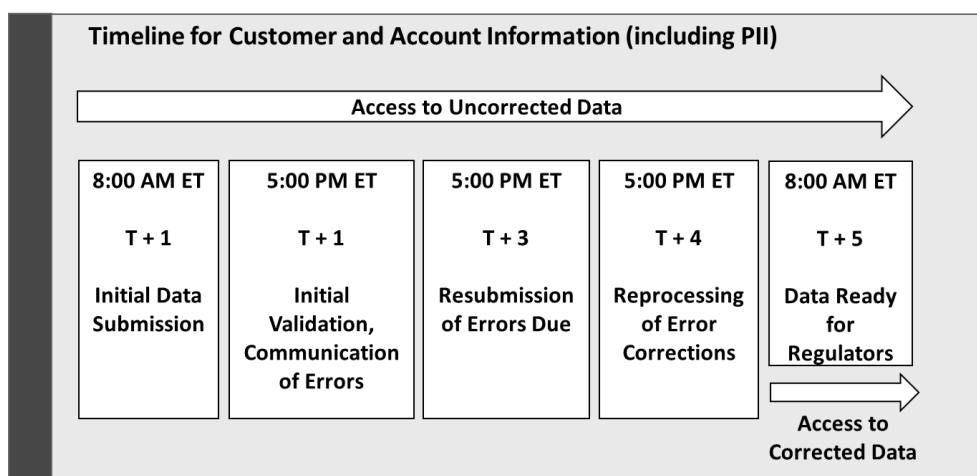 Timeline for Customer and Account Information (including PII)
Access to Uncorrected Data
8:00 AM ET
T + 1
Initial Data
Submission
5:00 PM ET
T + 1
Initial
Validation,
Communication
of Errors
5:00 PM ET
T + 3
Resubmission
of Errors Due
5:00 PM ET
T + 4
Reprocessing
of Error
Corrections
8:00 AM ET
T + 5
Data Ready
for
Regulators
Access to
Corrected Data